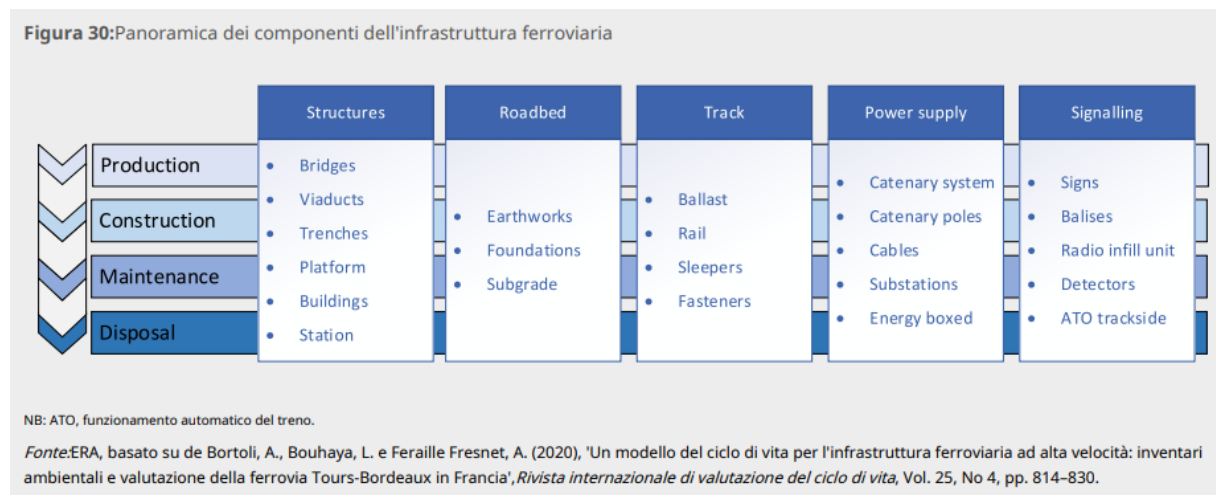 Figura 30:Panoramica dei componenti dell'infrastruttura ferroviaria
Structures
Roadbed
Track
Power supply
Signalling
Production
Construction
Maintenance
Disposal
• Bridges
• Viaducts
• Trenches
• Platform
• Buildings
• Station
• Earthworks
• Foundations
• Subgrade
• Ballast
• Rail
• Sleepers
• Fasteners
• Catenary system
• Catenary poles
• Cables
• Substations
• Energy boxed
• Signs
• Balises
• Radio infill unit
• Detectors
• ATO trackside
NB: ATO, funzionamento automatico del treno.
Fonte:ERA, basato su de Bortoli, A., Bouhaya, L. e Feraille Fresnet, A. (2020), 'Un modello del ciclo di vita per l'infrastruttura ferroviaria ad alta velocità: inventari
ambientali e valutazione della ferrovia Tours-Bordeaux in Francia',Rivista internazionale di valutazione del ciclo di vita, Vol. 25, No 4, pp. 814–830.